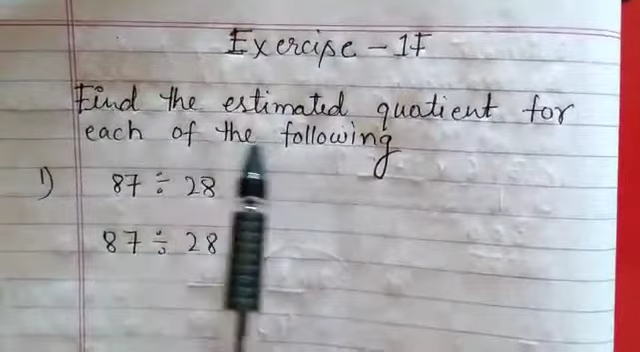 Exercise - 1F
Find the estimated quotient for
each of the following
1) 87 ÷ 28
87 ÷ 28